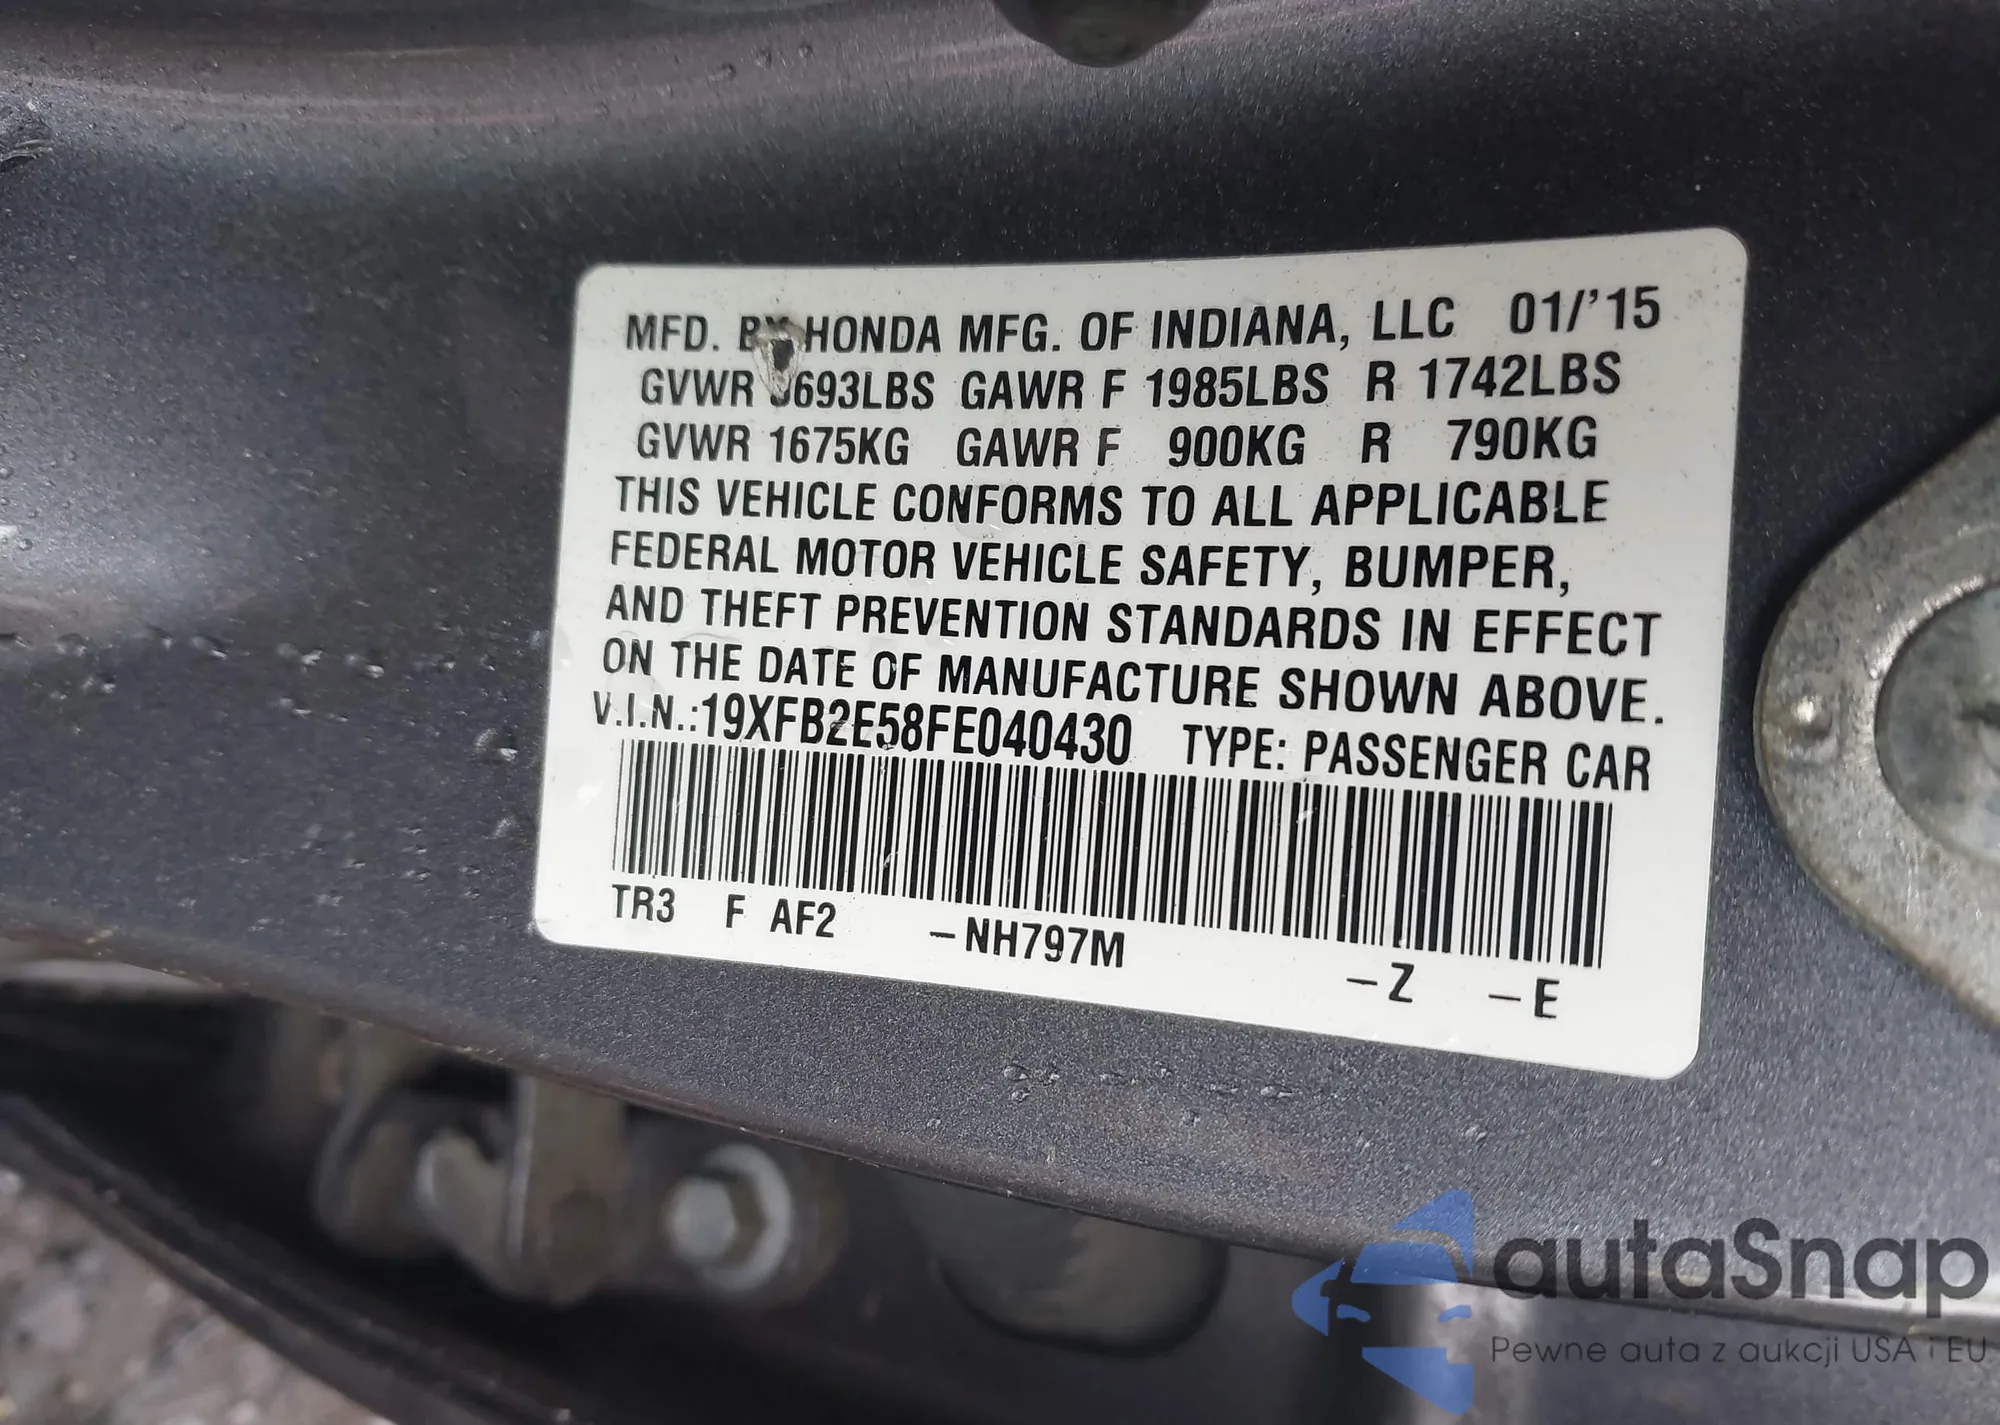 MFD. BY HONDA MFG. OF INDIANA, LLC 01/'15
GVWR 3693LBS GAWR F 1985LBS R 1742LBS
GVWR 1675KG GAWR F 900KG R 790KG
THIS VEHICLE CONFORMS TO ALL APPLICABLE
FEDERAL MOTOR VEHICLE SAFETY, BUMPER,
AND THEFT PREVENTION STANDARDS IN EFFECT
ON THE DATE OF MANUFACTURE SHOWN ABOVE.
V.I.N.:19XFB2E58FE040430 TYPE: PASSENGER CAR
TR3 F AF2 -NH797M -Z -E
autaSnap
Pewne auta z aukcji USA i EU